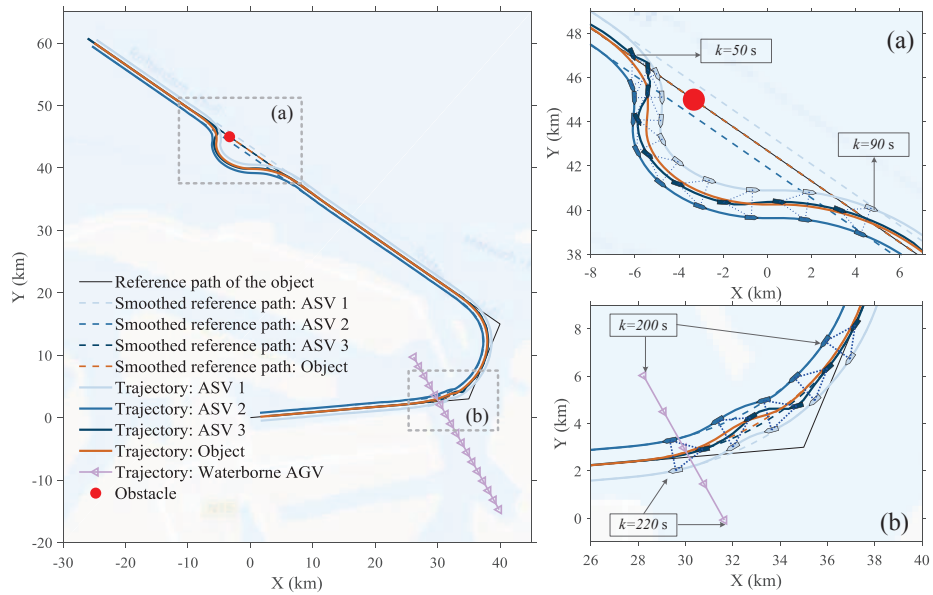 60
50
40
30
20
10
0
-10
-20
-30
-20
-10
0
10
20
30
40
X (km)
Y (km)
(a)
(b)
Reference path of the object
Smoothed reference path: ASV 1
Smoothed reference path: ASV 2
Smoothed reference path: ASV 3
Smoothed reference path: Object
Trajectory: ASV 1
Trajectory: ASV 2
Trajectory: ASV 3
Trajectory: Object
Trajectory: Waterborne AGV
Obstacle
48
46
44
42
40
38
-8
-6
-4
-2
0
2
4
6
X (km)
Y (km)
(a)
k=50 s
k=90 s
8
6
4
2
0
26
28
30
32
34
36
38
40
X (km)
Y (km)
k=200 s
k=220 s
(b)